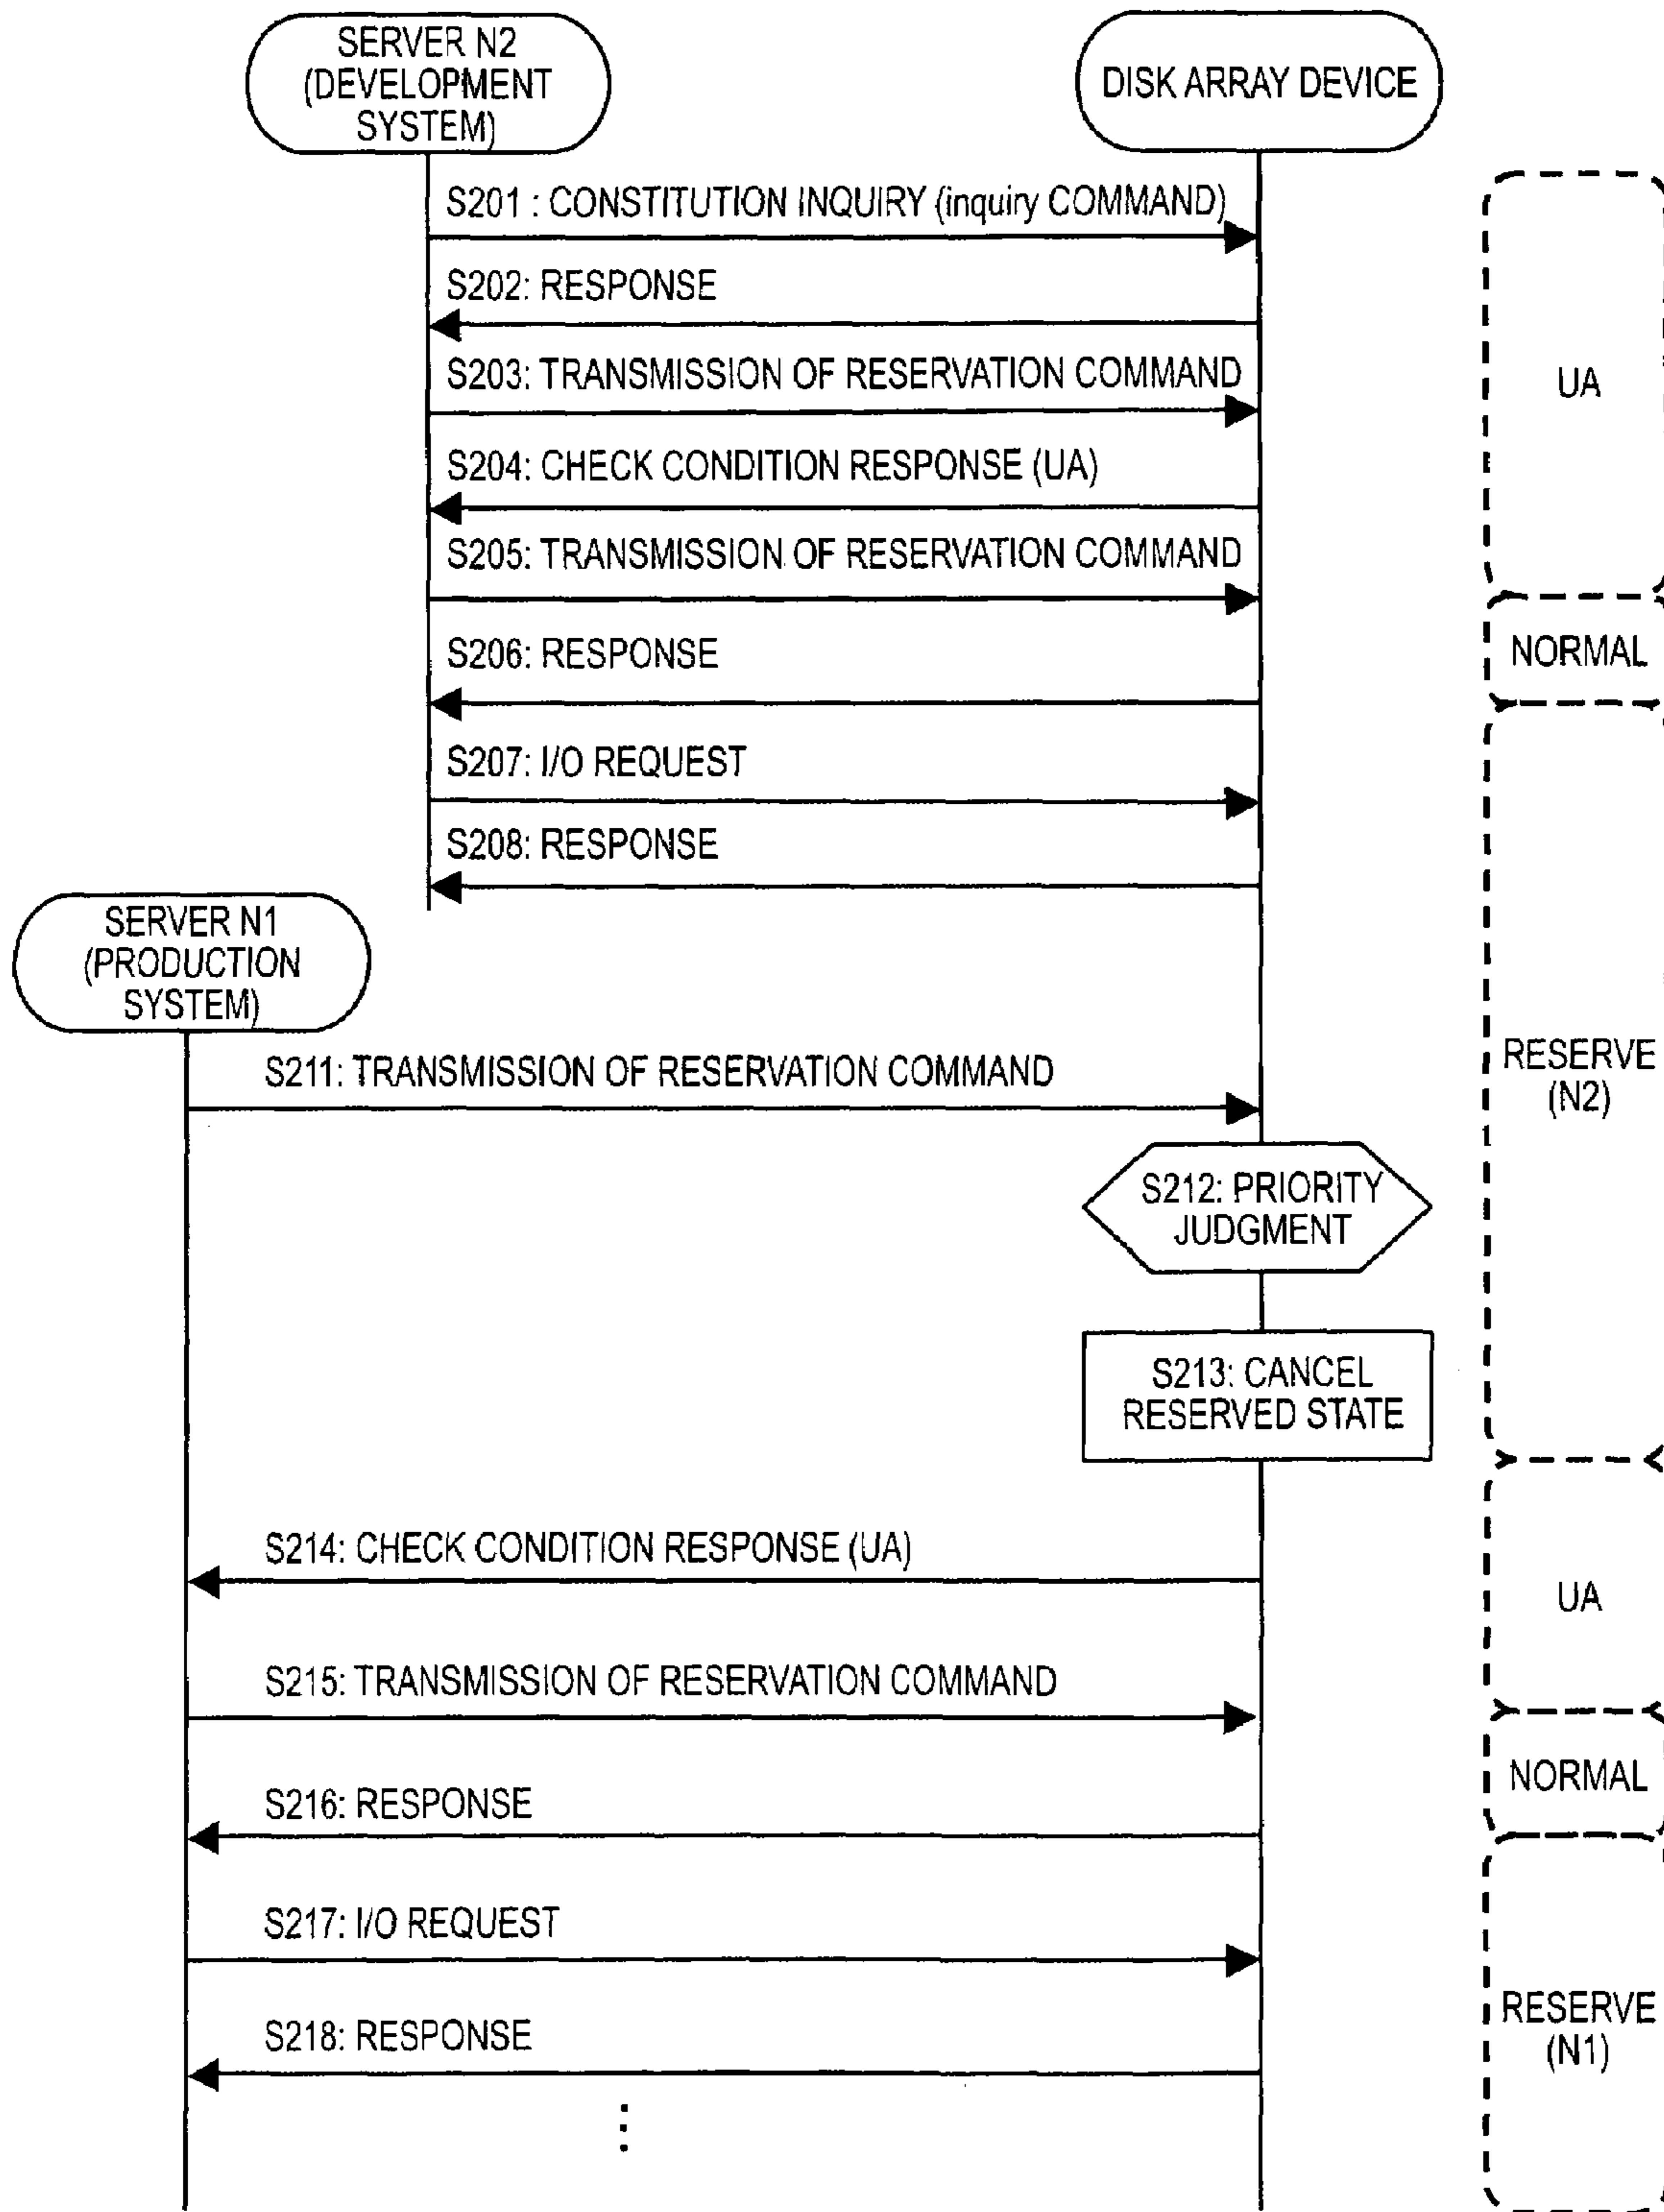 SERVER N2
(DEVELOPMENT
SYSTEM)
DISK ARRAY DEVICE
S201 : CONSTITUTION INQUIRY (inquiry COMMAND)
S202: RESPONSE
S203: TRANSMISSION OF RESERVATION COMMAND
UA
S204: CHECK CONDITION RESPONSE (UA)
S205: TRANSMISSION OF RESERVATION COMMAND
S206: RESPONSE
NORMAL
S207: I/O REQUEST
S208: RESPONSE
SERVER N1
(PRODUCTION
SYSTEM)
S211: TRANSMISSION OF RESERVATION COMMAND
RESERVE
(N2)
S212: PRIORITY
JUDGMENT
S213: CANCEL
RESERVED STATE
S214: CHECK CONDITION RESPONSE (UA)
UA
S215: TRANSMISSION OF RESERVATION COMMAND
NORMAL
S216: RESPONSE
S217: I/O REQUEST
S218: RESPONSE
RESERVE
(N1)